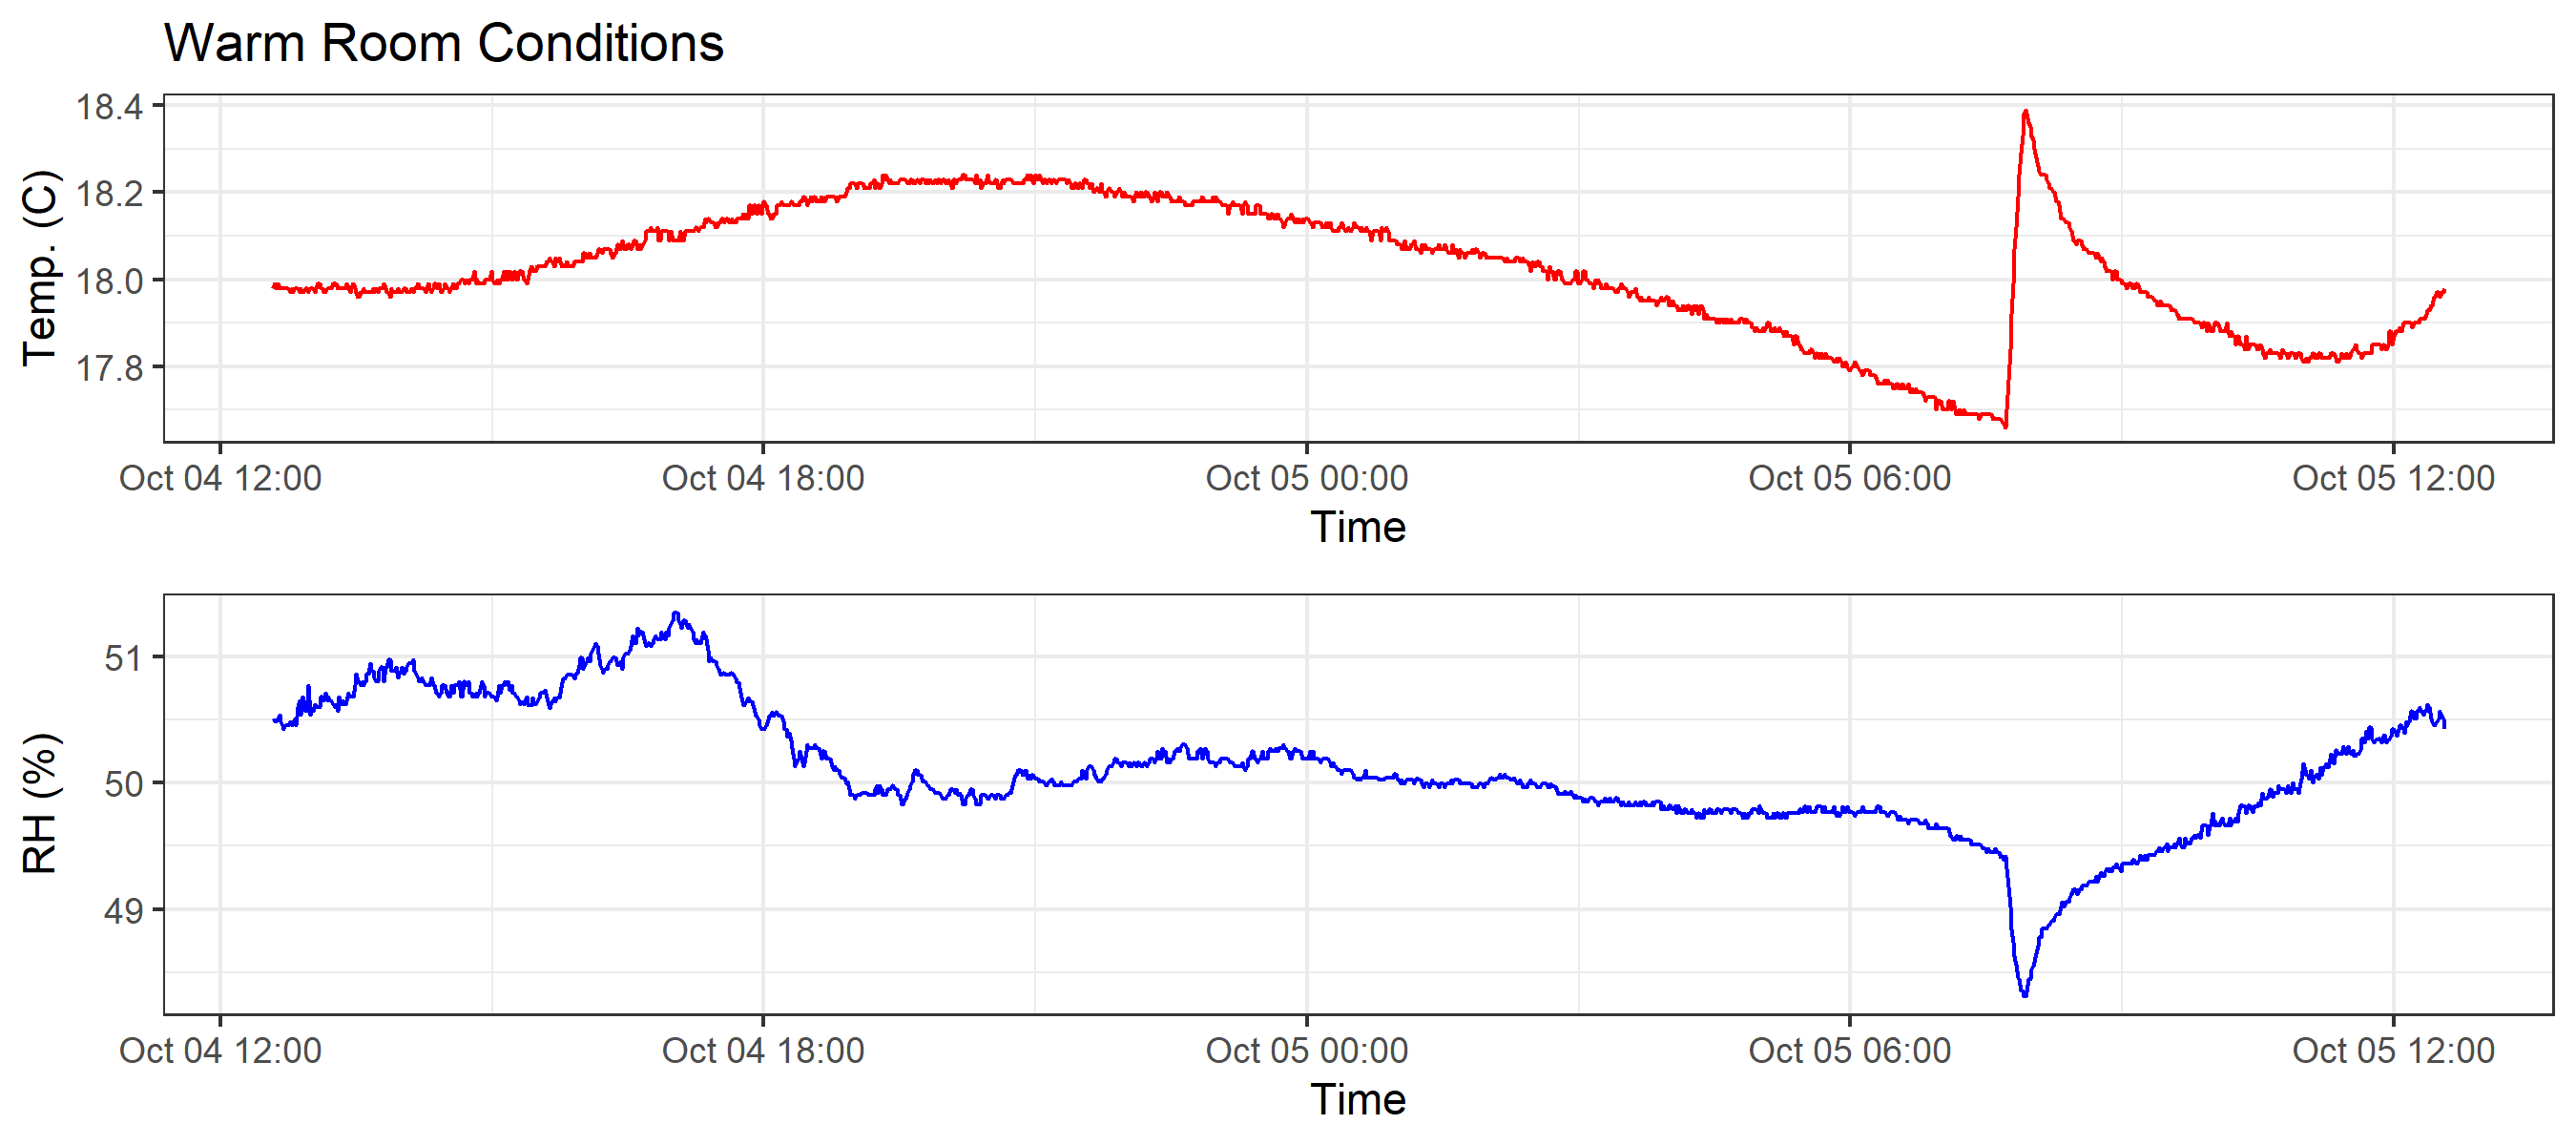 Warm Room Conditions
Temp. (C)
18.4
18.2
18.0
17.8
Oct 04 12:00 Oct 04 18:00 Oct 05 00:00 Oct 05 06:00 Oct 05 12:00
Time
RH (%)
51
50
49
Oct 04 12:00 Oct 04 18:00 Oct 05 00:00 Oct 05 06:00 Oct 05 12:00
Time